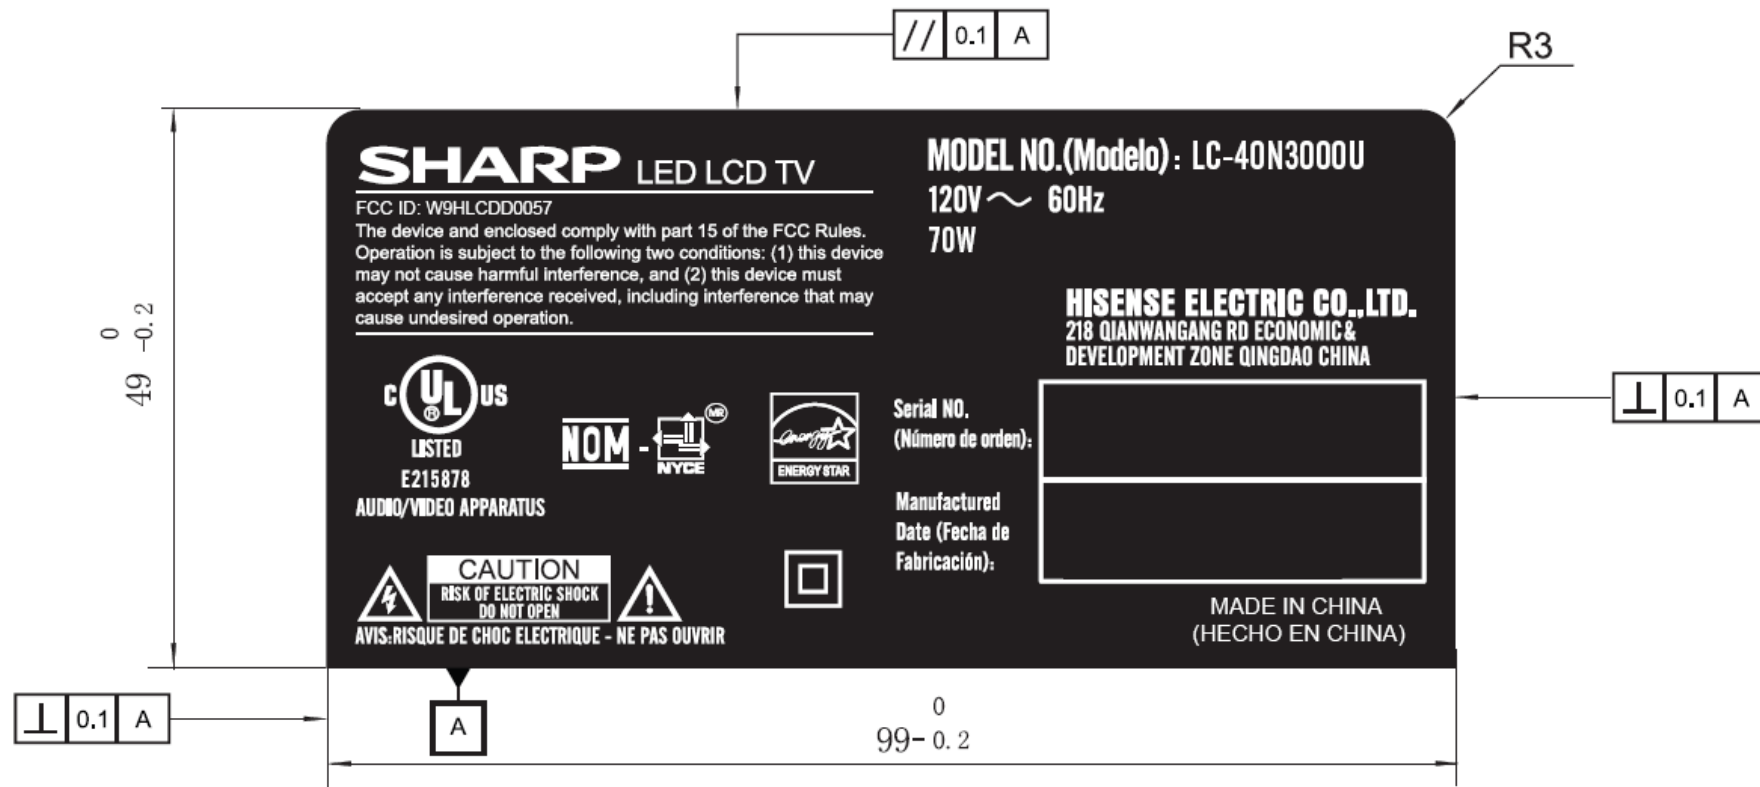 // 0.1 A
R3
SHARP LED LCD TV
FCC ID: W9HLCDD0057
The device and enclosed comply with part 15 of the FCC Rules.
Operation is subject to the following two conditions: (1) this device
may not cause harmful interference, and (2) this device must
accept any interference received, including interference that may
cause undesired operation.
MODEL NO.(Modelo): LC-40N3000U
120V ～ 60Hz
70W
HISENSE ELECTRIC CO.,LTD.
218 QIANWANGANG RD ECONOMIC&
DEVELOPMENT ZONE QINGDAO CHINA
0
49 -0.2
C UL ® US
LISTED
E215878
AUDIO/VIDEO APPARATUS
NOM - NYCE MR
energy
ENERGY STAR
Serial NO.
(Número de orden):
Manufactured
Date (Fecha de
Fabricación):
⊥ 0.1 A
CAUTION
RISK OF ELECTRIC SHOCK
DO NOT OPEN
AVIS:RISQUE DE CHOC ELECTRIQUE - NE PAS OUVRIR
MADE IN CHINA
(HECHO EN CHINA)
⊥ 0.1 A
A
0
99-0.2